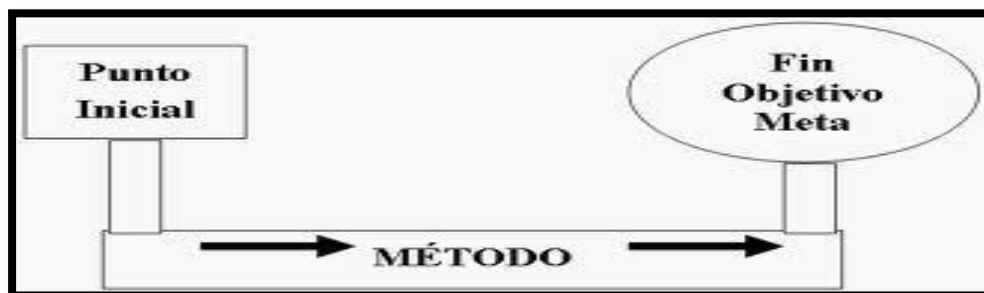 Punto
Inicial
Fin
Objetivo
Meta
MÉTODO